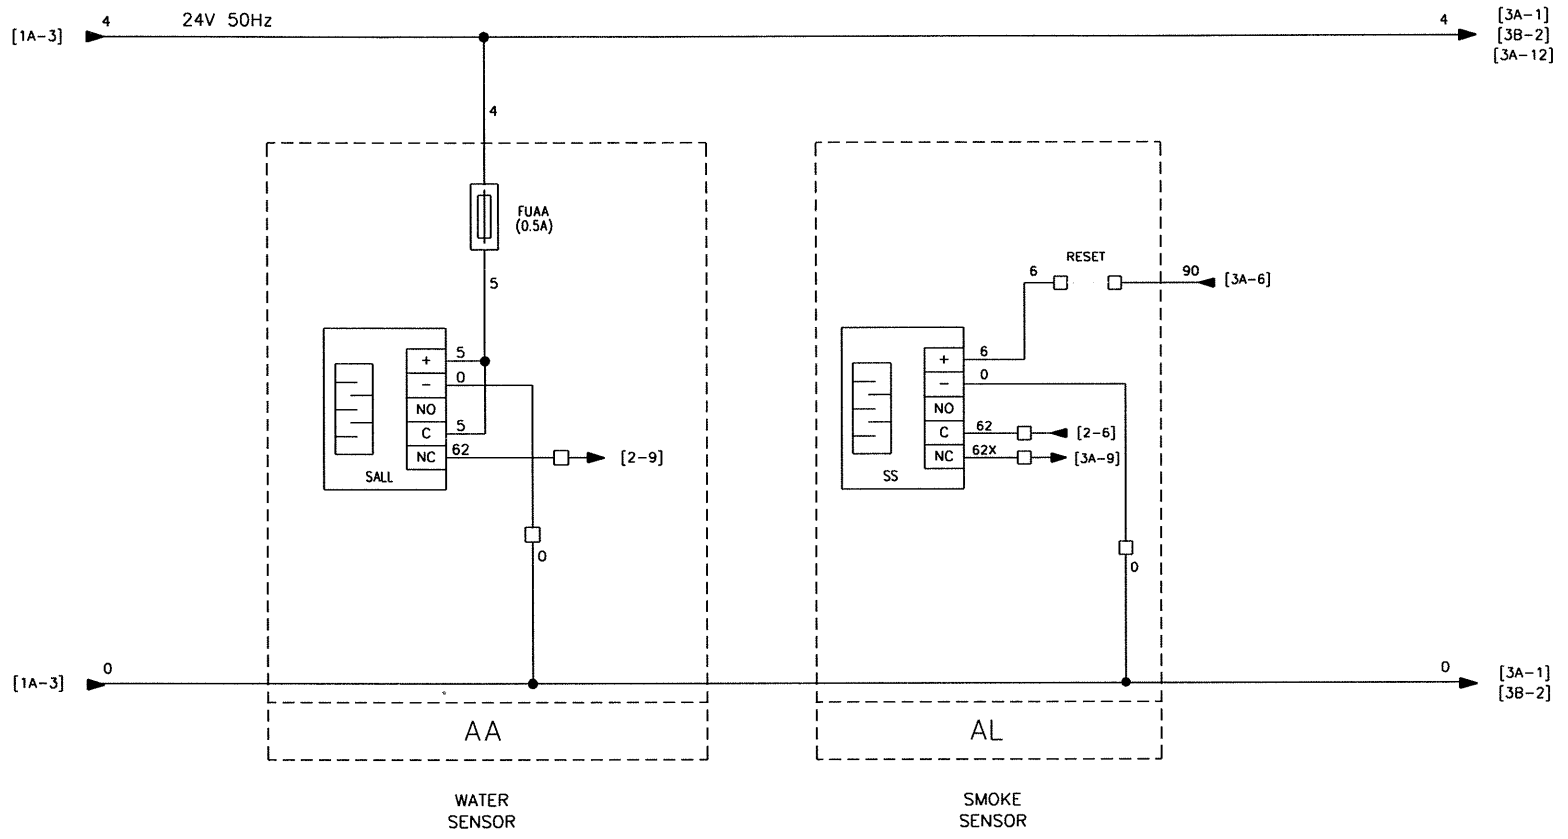 4 24V 50Hz 4 [3A-1]
[1A-3] [3B-2]
[3A-12]
4
FUAA
(0.5A)
RESET
5 6 90 [3A-6]
+ 5
- 0
NO
C 5
NC 62 [2-9]
SALL
+ 6
- 0
NO
C 62 [2-6]
NC 62X [3A-9]
SS
0
0
0 0 [3A-1]
[1A-3] [3B-2]
AA AL
WATER
SENSOR
SMOKE
SENSOR